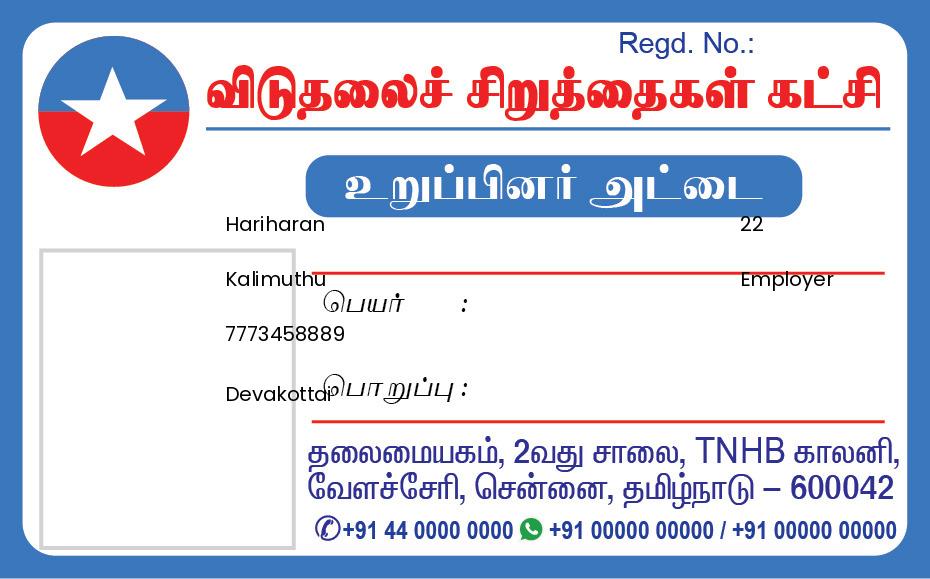 Regd. No.:
விடுதலைச் சிறுத்தைகள் கட்சி
உறுப்பினர் அட்டை
Hariharan 22
Kalimuthu Employer
பெயர் :
7773458889
Devakottai
பொறுப்பு :
தலைமையகம், 2வது சாலை, TNHB காலனி,
வேளச்சேரி, சென்னை, தமிழ்நாடு – 600042
+91 44 0000 0000 +91 00000 00000 / +91 00000 00000